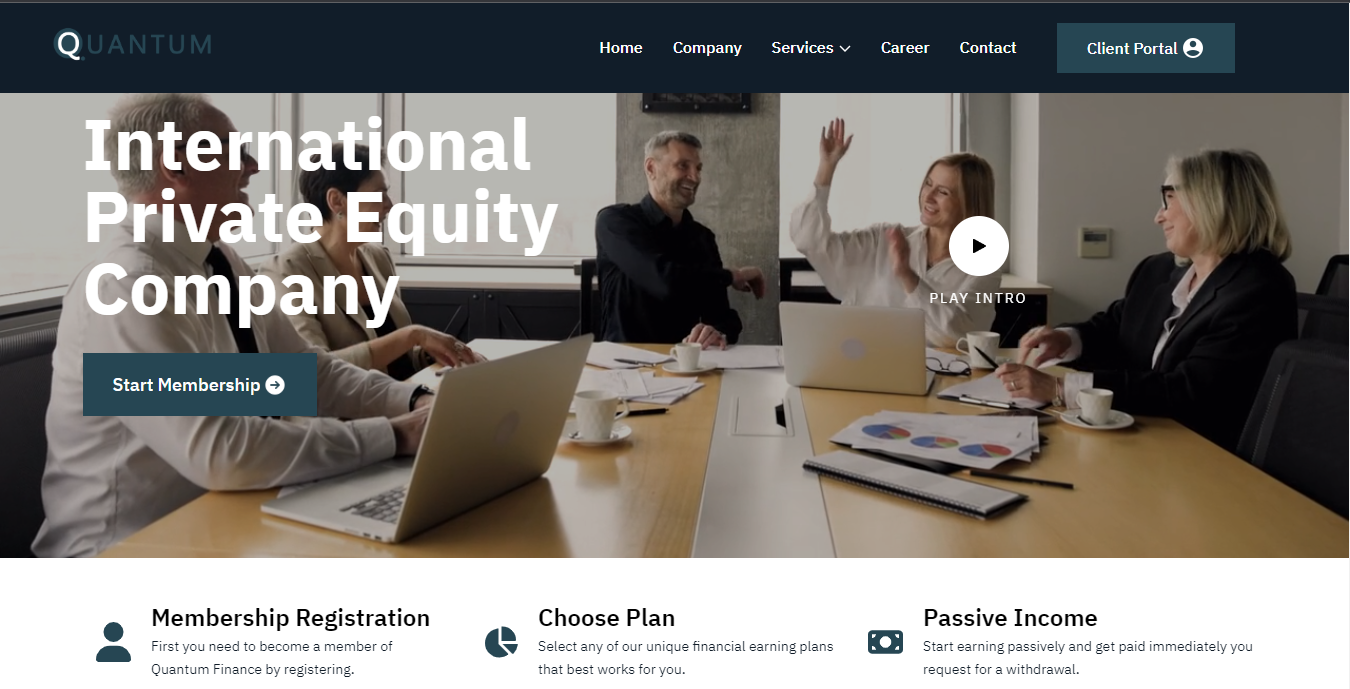 QUANTUM
Home Company Services Career Contact Client Portal
International
Private Equity
Company
PLAY INTRO
Start Membership
Membership Registration
First you need to become a member of
Quantum Finance by registering.
Choose Plan
Select any of our unique financial earning plans
that best works for you.
Passive Income
Start earning passively and get paid immediately you
request for a withdrawal.